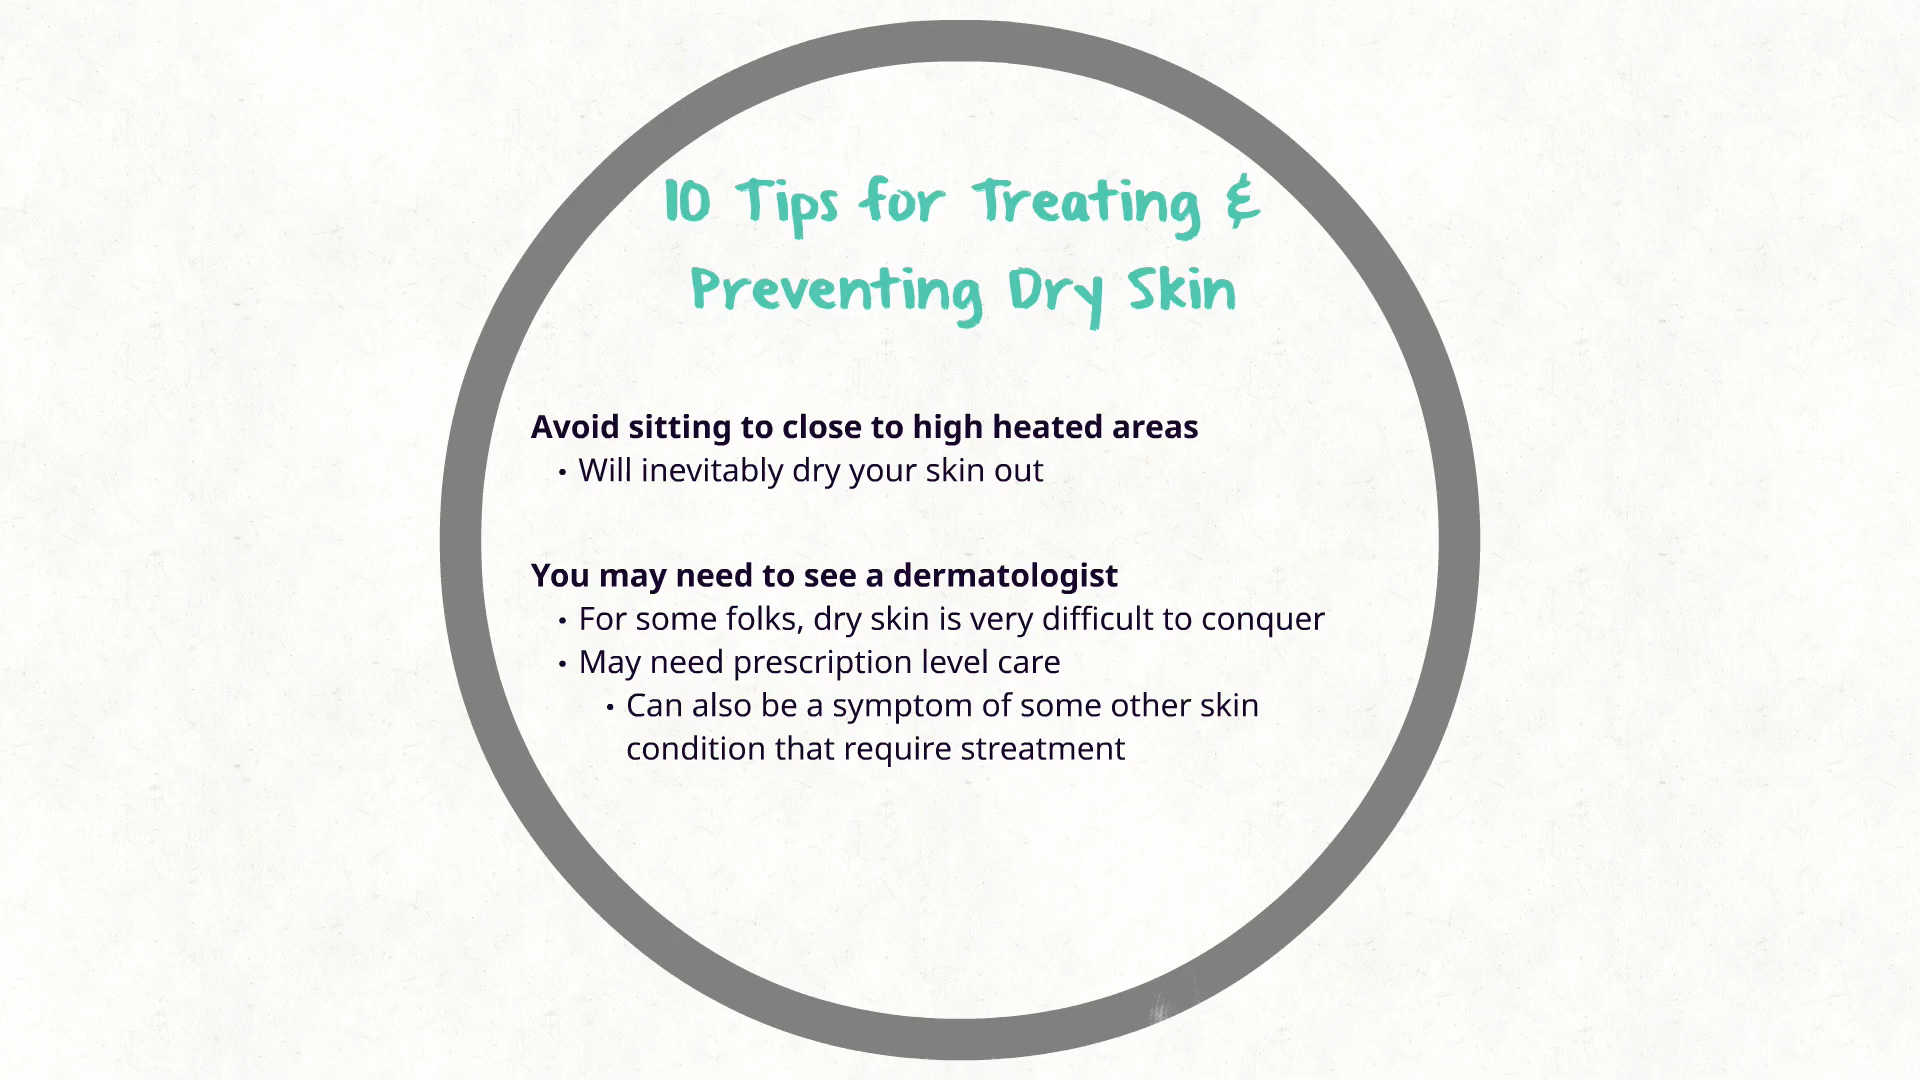 10 Tips for Treating &
Preventing Dry Skin
Avoid sitting to close to high heated areas
• Will inevitably dry your skin out
You may need to see a dermatologist
• For some folks, dry skin is very difficult to conquer
• May need prescription level care
• Can also be a symptom of some other skin
condition that require streatment